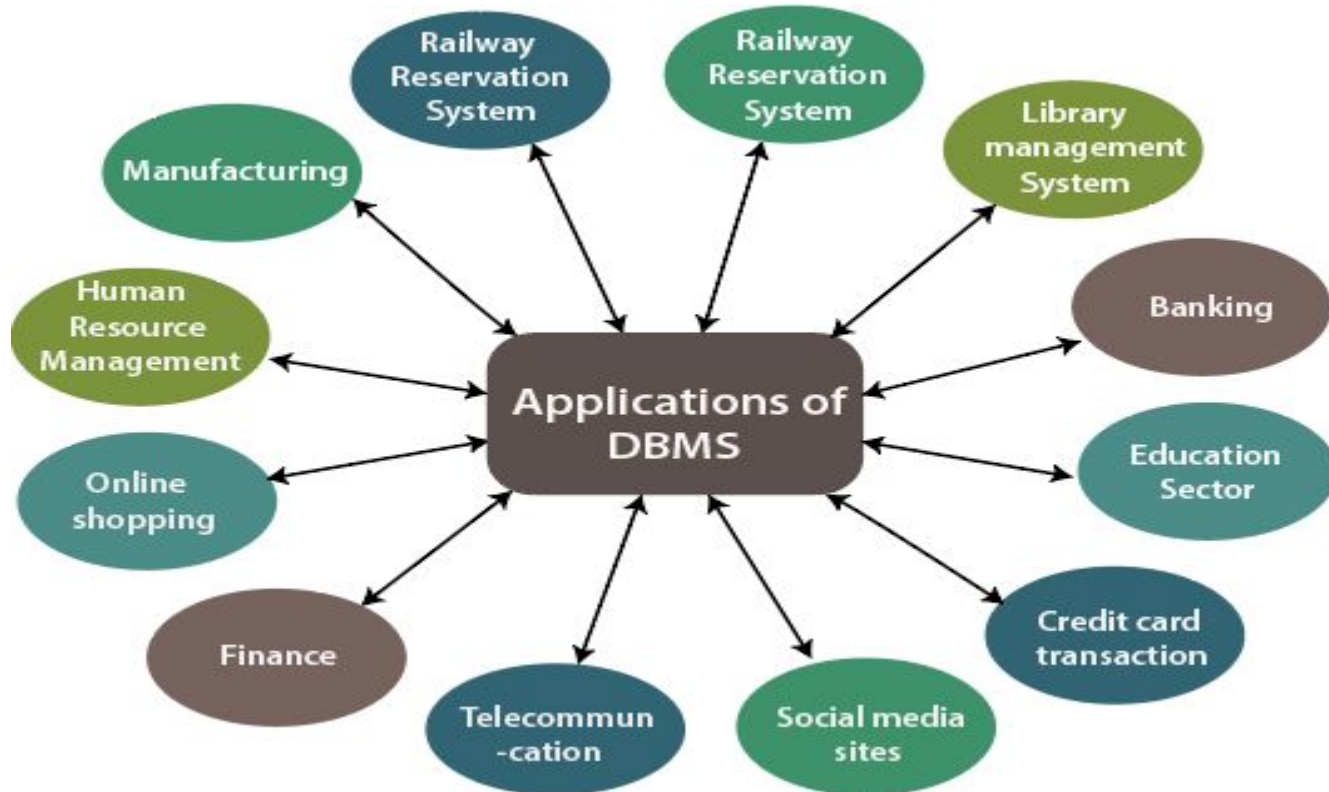 Railway
Reservation
System
Railway
Reservation
System
Library
management
System
Manufacturing
Banking
Human
Resource
Management
Applications of
DBMS
Education
Sector
Online
shopping
Credit card
transaction
Finance
Telecommun
-cation
Social media
sites